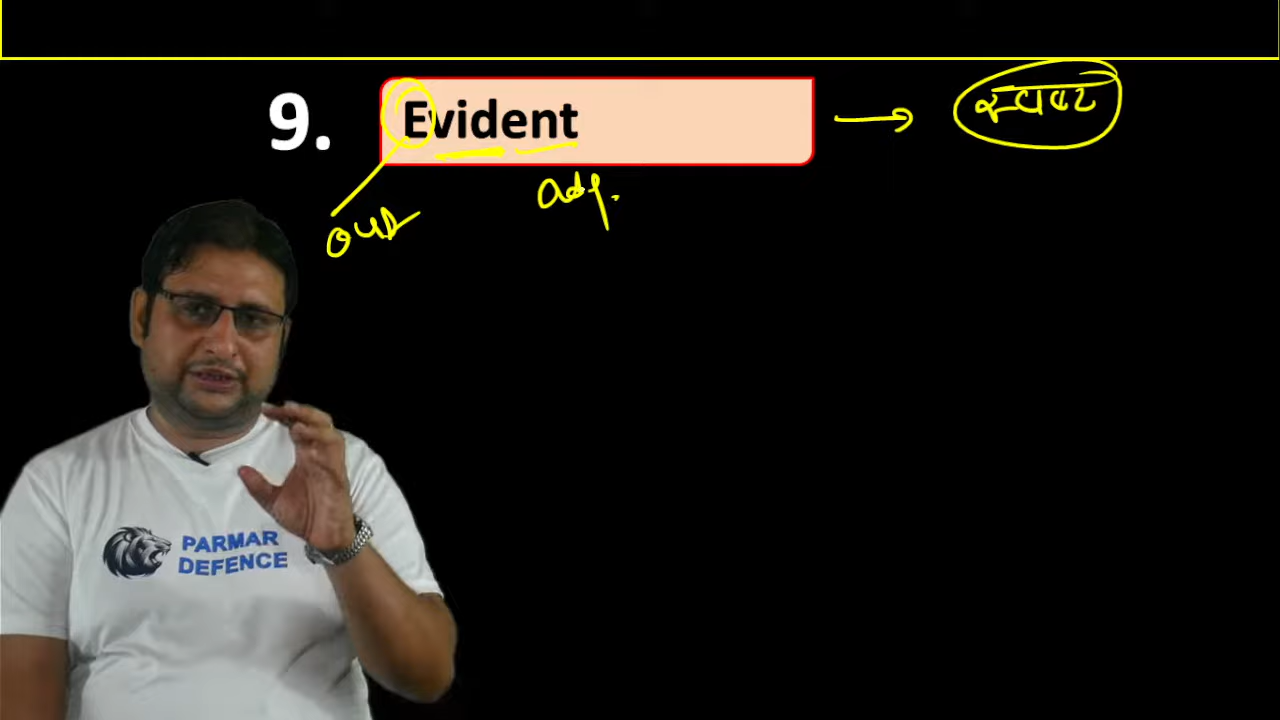 9. Evident → स्पष्ट
adj.
out
PARMAR
DEFENCE